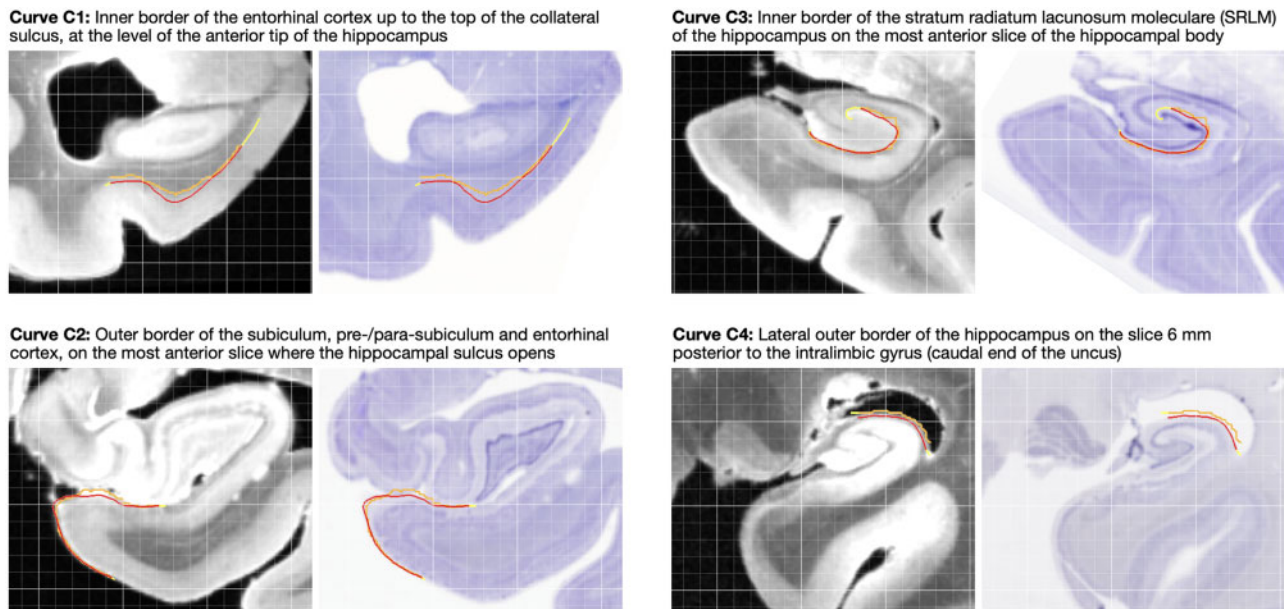 Curve C1: Inner border of the entorhinal cortex up to the top of the collateral
sulcus, at the level of the anterior tip of the hippocampus
Curve C3: Inner border of the stratum radiatum lacunosum moleculare (SRLM)
of the hippocampus on the most anterior slice of the hippocampal body
Curve C2: Outer border of the subiculum, pre-/para-subiculum and entorhinal
cortex, on the most anterior slice where the hippocampal sulcus opens
Curve C4: Lateral outer border of the hippocampus on the slice 6 mm
posterior to the intralimbic gyrus (caudal end of the uncus)